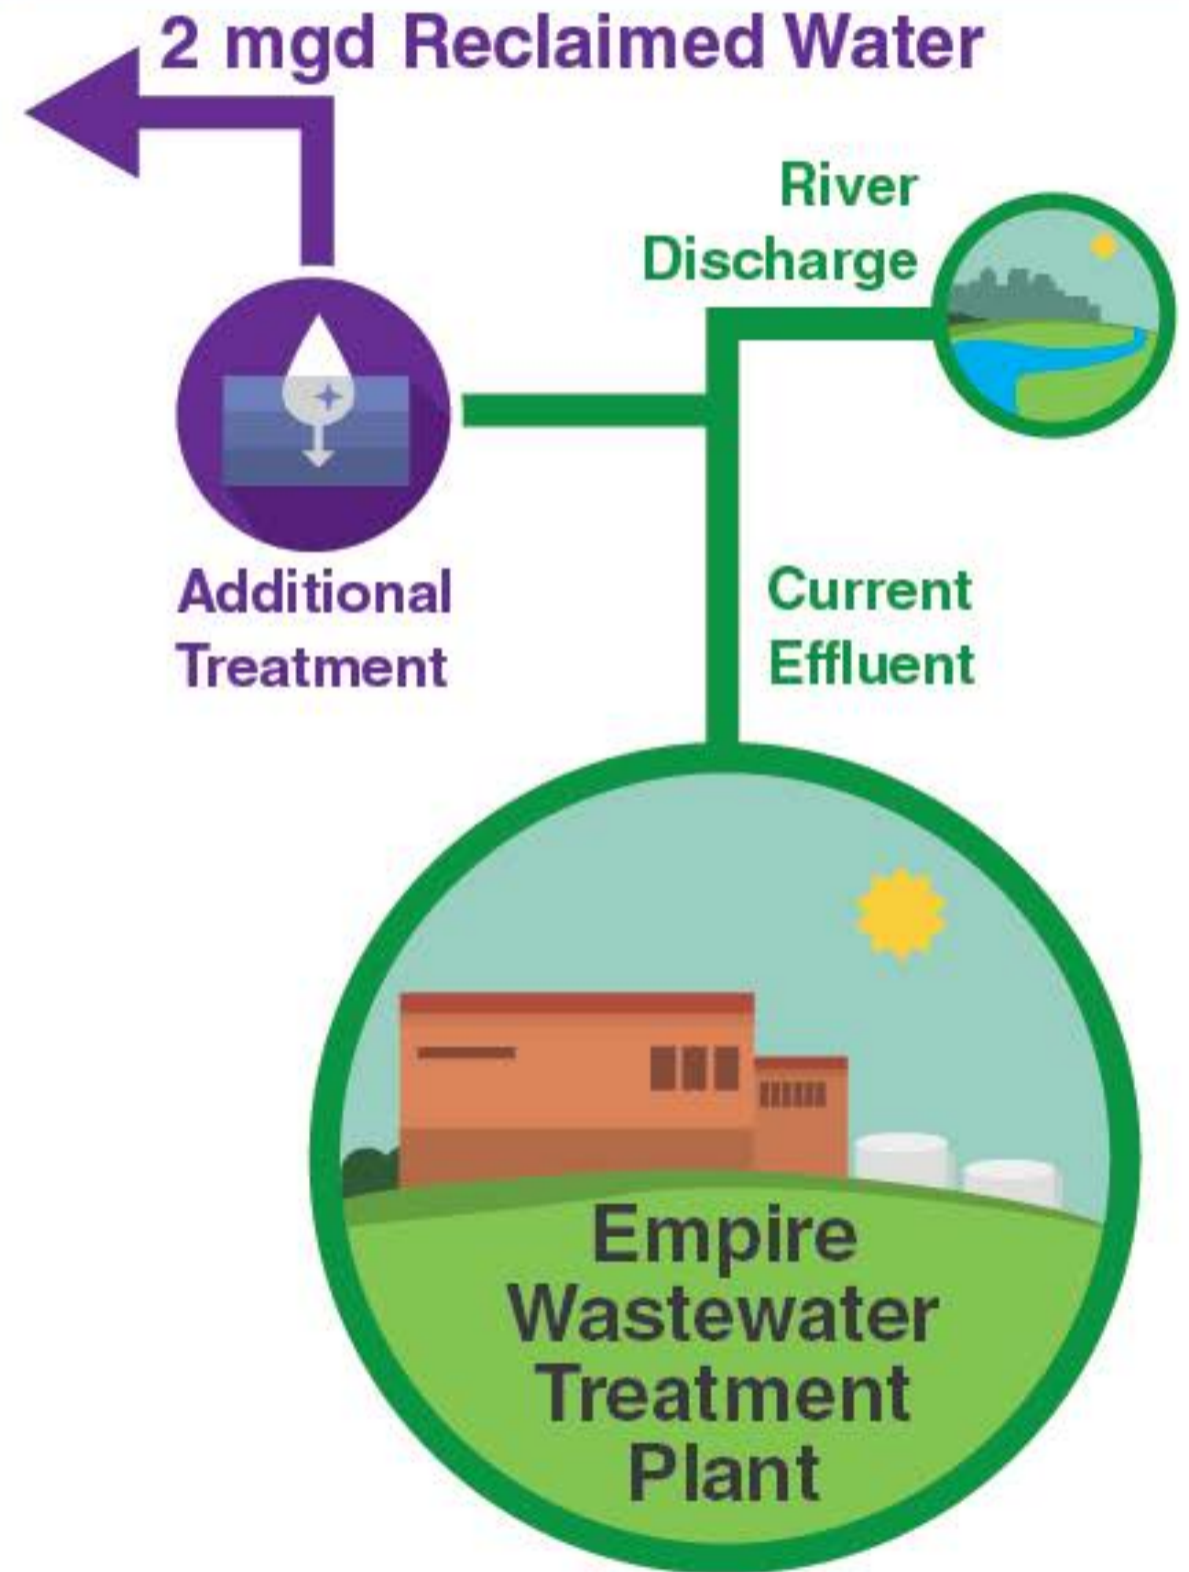 2 mgd Reclaimed Water
River
Discharge
Additional
Treatment
Current
Effluent
Empire
Wastewater
Treatment
Plant